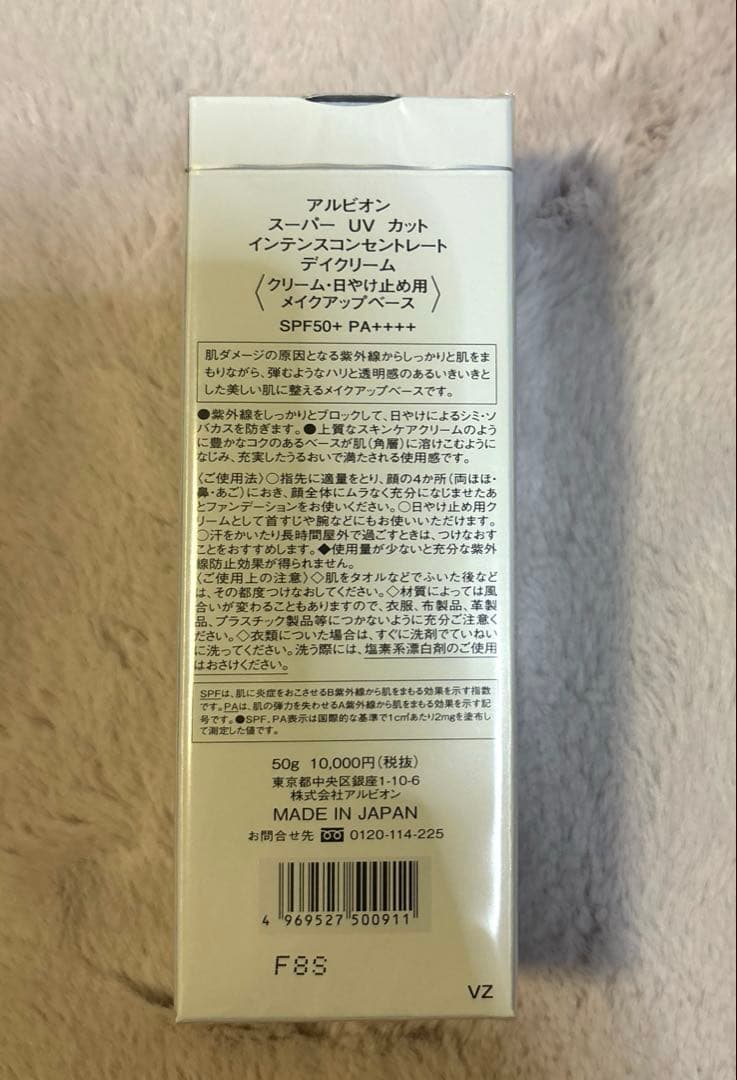 アルビオン
スーパー UV カット
インテンスコンセントレート
デイクリーム
〈クリーム・日やけ止め用
メイクアップベース〉
SPF50+ PA++++
肌ダメージの原因となる紫外線からしっかりと肌をま
もりながら、弾むようなハリと透明感のあるいきいきと
した美しい肌に整えるメイクアップベースです。
●紫外線をしっかりとブロックして、日やけによるシミ・ソ
バカスを防ぎます。●上質なスキンケアクリームのよう
に豊かなコクのあるベースが肌(角層)に溶けこむように
なじみ、充実したうるおいで満たされる使用感です。
〈ご使用法〉○指先に適量をとり、顔の4か所(両ほほ・
鼻・あご)におき、顔全体にムラなく充分になじませたあ
とファンデーションをお使いください。○日やけ止め用ク
リームとして首すじや腕などにもお使いいただけます。
○汗をかいたり長時間屋外で過ごすときは、つけなおす
ことをおすすめします。◆使用量が少ないと充分な紫外
線防止効果が得られません。
〈ご使用上の注意〉◇肌をタオルなどでふいた後など
は、その都度つけなおしてください。◇材質によっては風
合いが変わることもありますので、衣服、布製品、革製
品、プラスチック製品等につかないように充分ご注意く
ださい。◇衣類についた場合は、すぐに洗剤でていねい
に洗ってください。洗う際には、塩素系漂白剤のご使用
はおさけください。
SPFは、肌に炎症をおこさせるB紫外線から肌をまもる効果を示す指数
です。PAは、肌の弾力を失わせるA紫外線から肌をまもる効果を示す記
号です。●SPF、PA表示は国際的な基準で1c㎡あたり2mgを塗布し
て測定した値です。
50g 10,000円(税抜)
東京都中央区銀座1-10-6
株式会社アルビオン
MADE IN JAPAN
お問合せ先 0120-114-225
4 969527 500911
F8S
VZ